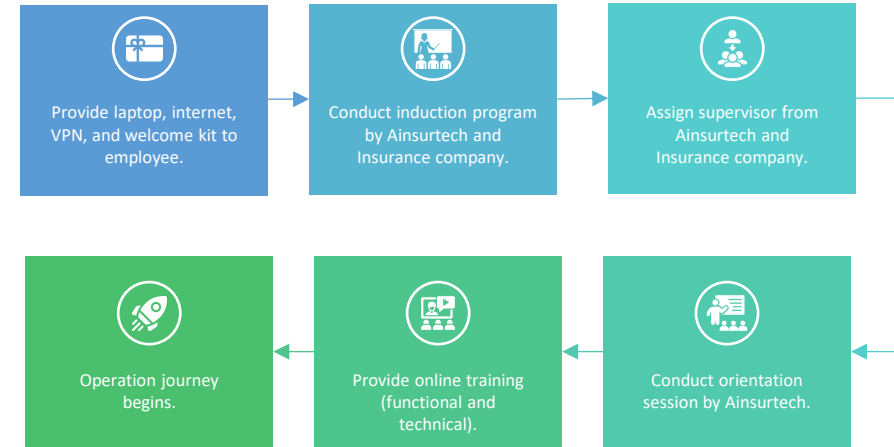 Provide laptop, internet,
VPN, and welcome kit to
employee.
Conduct induction program
by Ainsurtech and
Insurance company.
Assign supervisor from
Ainsurtech and
Insurance company.
Conduct orientation
session by Ainsurtech.
Provide online training
(functional and
technical).
Operation journey
begins.